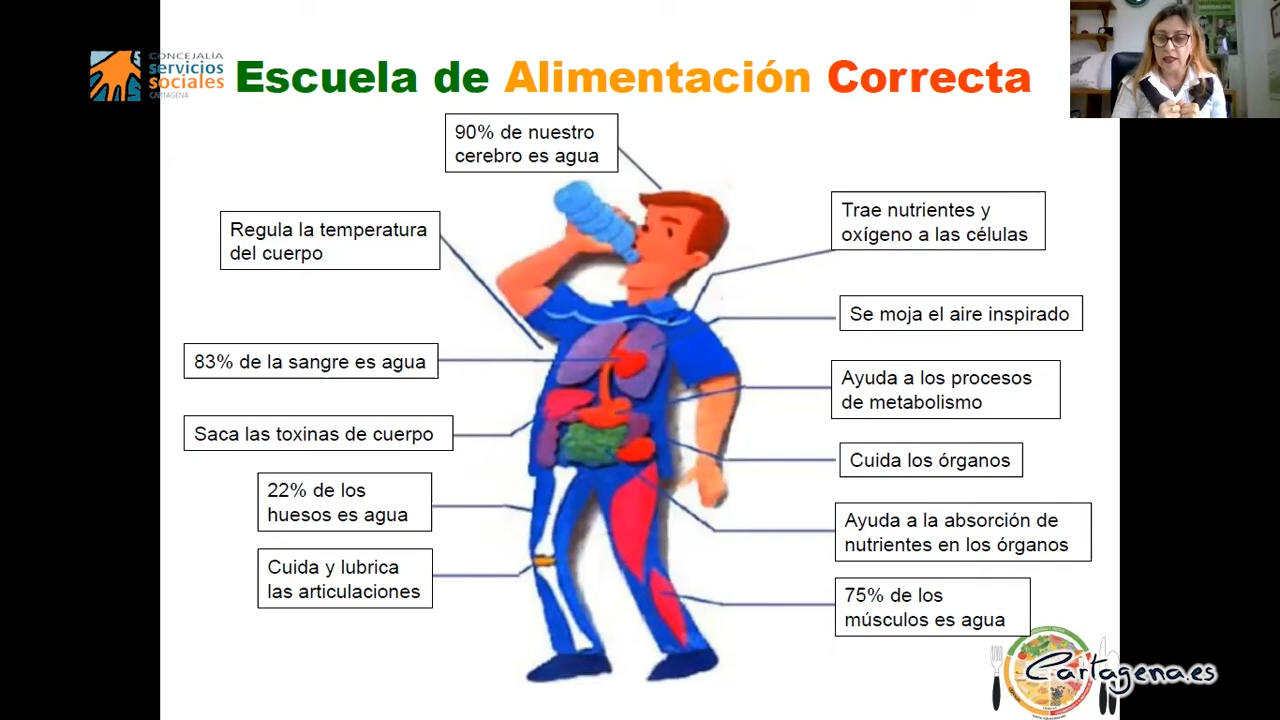 CONCEJALÍA
servicios
sociales
CARTAGENA
Escuela de Alimentación Correcta
90% de nuestro
cerebro es agua
Regula la temperatura
del cuerpo
83% de la sangre es agua
Saca las toxinas de cuerpo
22% de los
huesos es agua
Cuida y lubrica
las articulaciones
Trae nutrientes y
oxígeno a las células
Se moja el aire inspirado
Ayuda a los procesos
de metabolismo
Cuida los órganos
Ayuda a la absorción de
nutrientes en los órganos
75% de los
músculos es agua
Cartagena.es